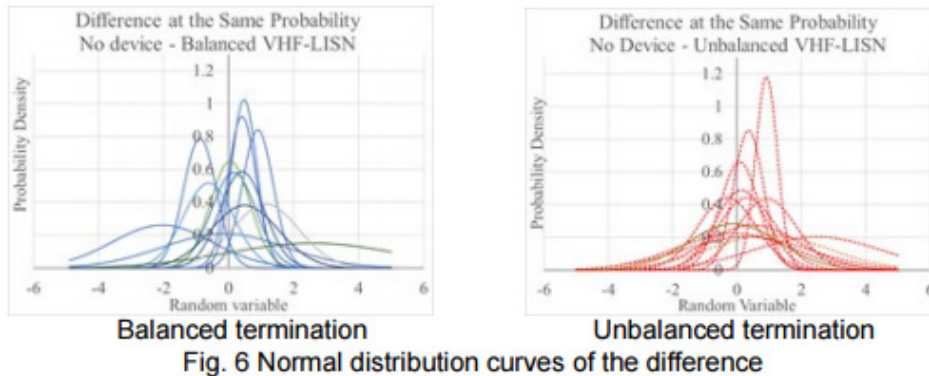 Difference at the Same Probability
No device - Balanced VHF-LISN
Probability Density
1.2
1
0.8
0.6
0.4
0.2
0
-6
-4
-2
0
2
4
6
Random variable
Balanced termination
Difference at the Same Probability
No Device - Unbalanced VHF-LISN
Probability Density
1.2
1
0.8
0.6
0.4
0.2
0
-6
-4
-2
0
2
4
6
Random Variable
Unbalanced termination
Fig. 6 Normal distribution curves of the difference